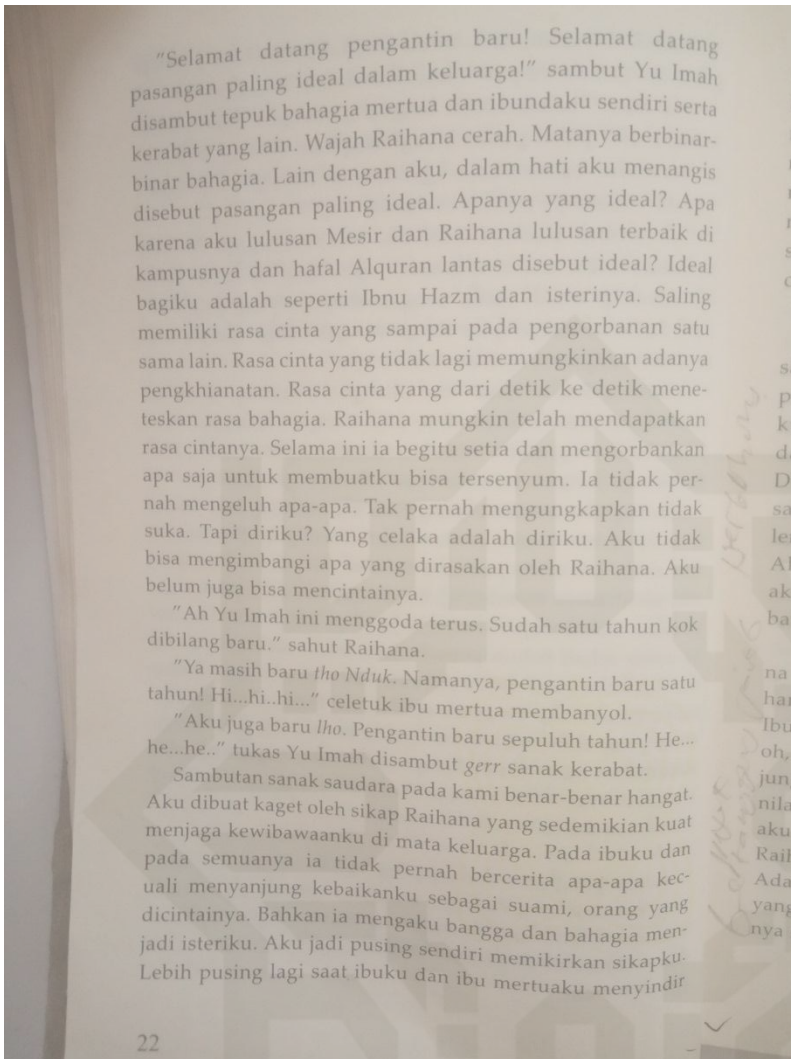 "Selamat datang pengantin baru! Selamat datang
pasangan paling ideal dalam keluarga!" sambut Yu Imah
disambut tepuk bahagia mertua dan ibundaku sendiri serta
kerabat yang lain. Wajah Raihana cerah. Matanya berbinar-
binar bahagia. Lain dengan aku, dalam hati aku menangis
disebut pasangan paling ideal. Apanya yang ideal? Apa
karena aku lulusan Mesir dan Raihana lulusan terbaik di
kampusnya dan hafal Alquran lantas disebut ideal? Ideal
bagiku adalah seperti Ibnu Hazm dan isterinya. Saling
memiliki rasa cinta yang sampai pada pengorbanan satu
sama lain. Rasa cinta yang tidak lagi memungkinkan adanya
pengkhianatan. Rasa cinta yang dari detik ke detik mene-
teskan rasa bahagia. Raihana mungkin telah mendapatkan
rasa cintanya. Selama ini ia begitu setia dan mengorbankan
apa saja untuk membuatku bisa tersenyum. Ia tidak per-
nah mengeluh apa-apa. Tak pernah mengungkapkan tidak
suka. Tapi diriku? Yang celaka adalah diriku. Aku tidak
bisa mengimbangi apa yang dirasakan oleh Raihana. Aku
belum juga bisa mencintainya.
"Ah Yu Imah ini menggoda terus. Sudah satu tahun kok
dibilang baru." sahut Raihana.
"Ya masih baru tho Nduk. Namanya, pengantin baru satu
tahun! Hi...hi..hi..." celetuk ibu mertua membanyol.
"Aku juga baru lho. Pengantin baru sepuluh tahun! He...
he...he.." tukas Yu Imah disambut gerr sanak kerabat.
Sambutan sanak saudara pada kami benar-benar hangat.
Aku dibuat kaget oleh sikap Raihana yang sedemikian kuat
menjaga kewibawaanku di mata keluarga. Pada ibuku dan
pada semuanya ia tidak pernah bercerita apa-apa kec-
uali menyanjung kebaikanku sebagai suami, orang yang
dicintainya. Bahkan ia mengaku bangga dan bahagia men-
jadi isteriku. Aku jadi pusing sendiri memikirkan sikapku.
Lebih pusing lagi saat ibuku dan ibu mertuaku menyindir
22
k
D
sa
ak
ba
na
Ibu
oh,
jun
nila
aku
Ada
yang
nya